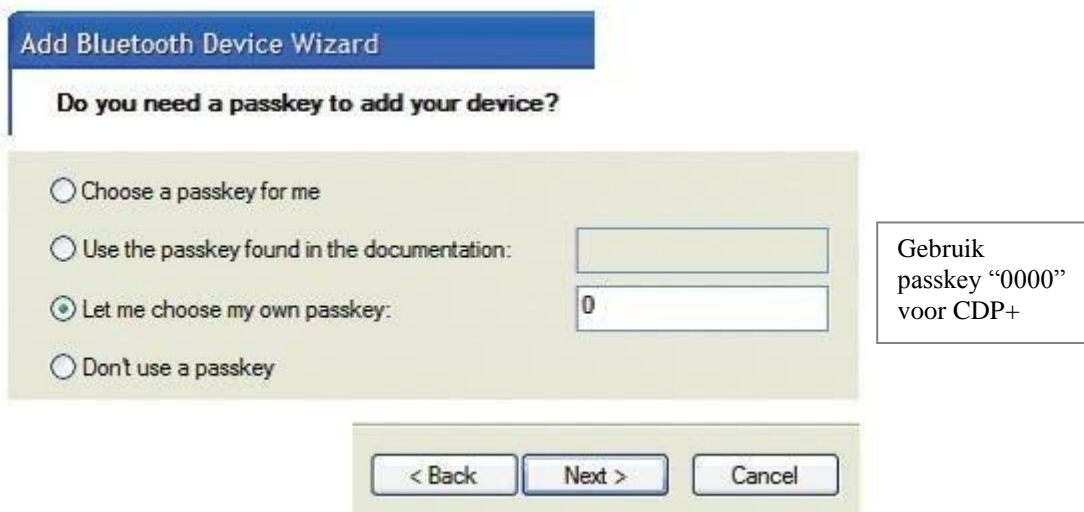 Add Bluetooth Device Wizard
Do you need a passkey to add your device?
Choose a passkey for me
Use the passkey found in the documentation:
Let me choose my own passkey:
0
Don't use a passkey
Gebruik
passkey “0000”
voor CDP+
< Back
Next >
Cancel